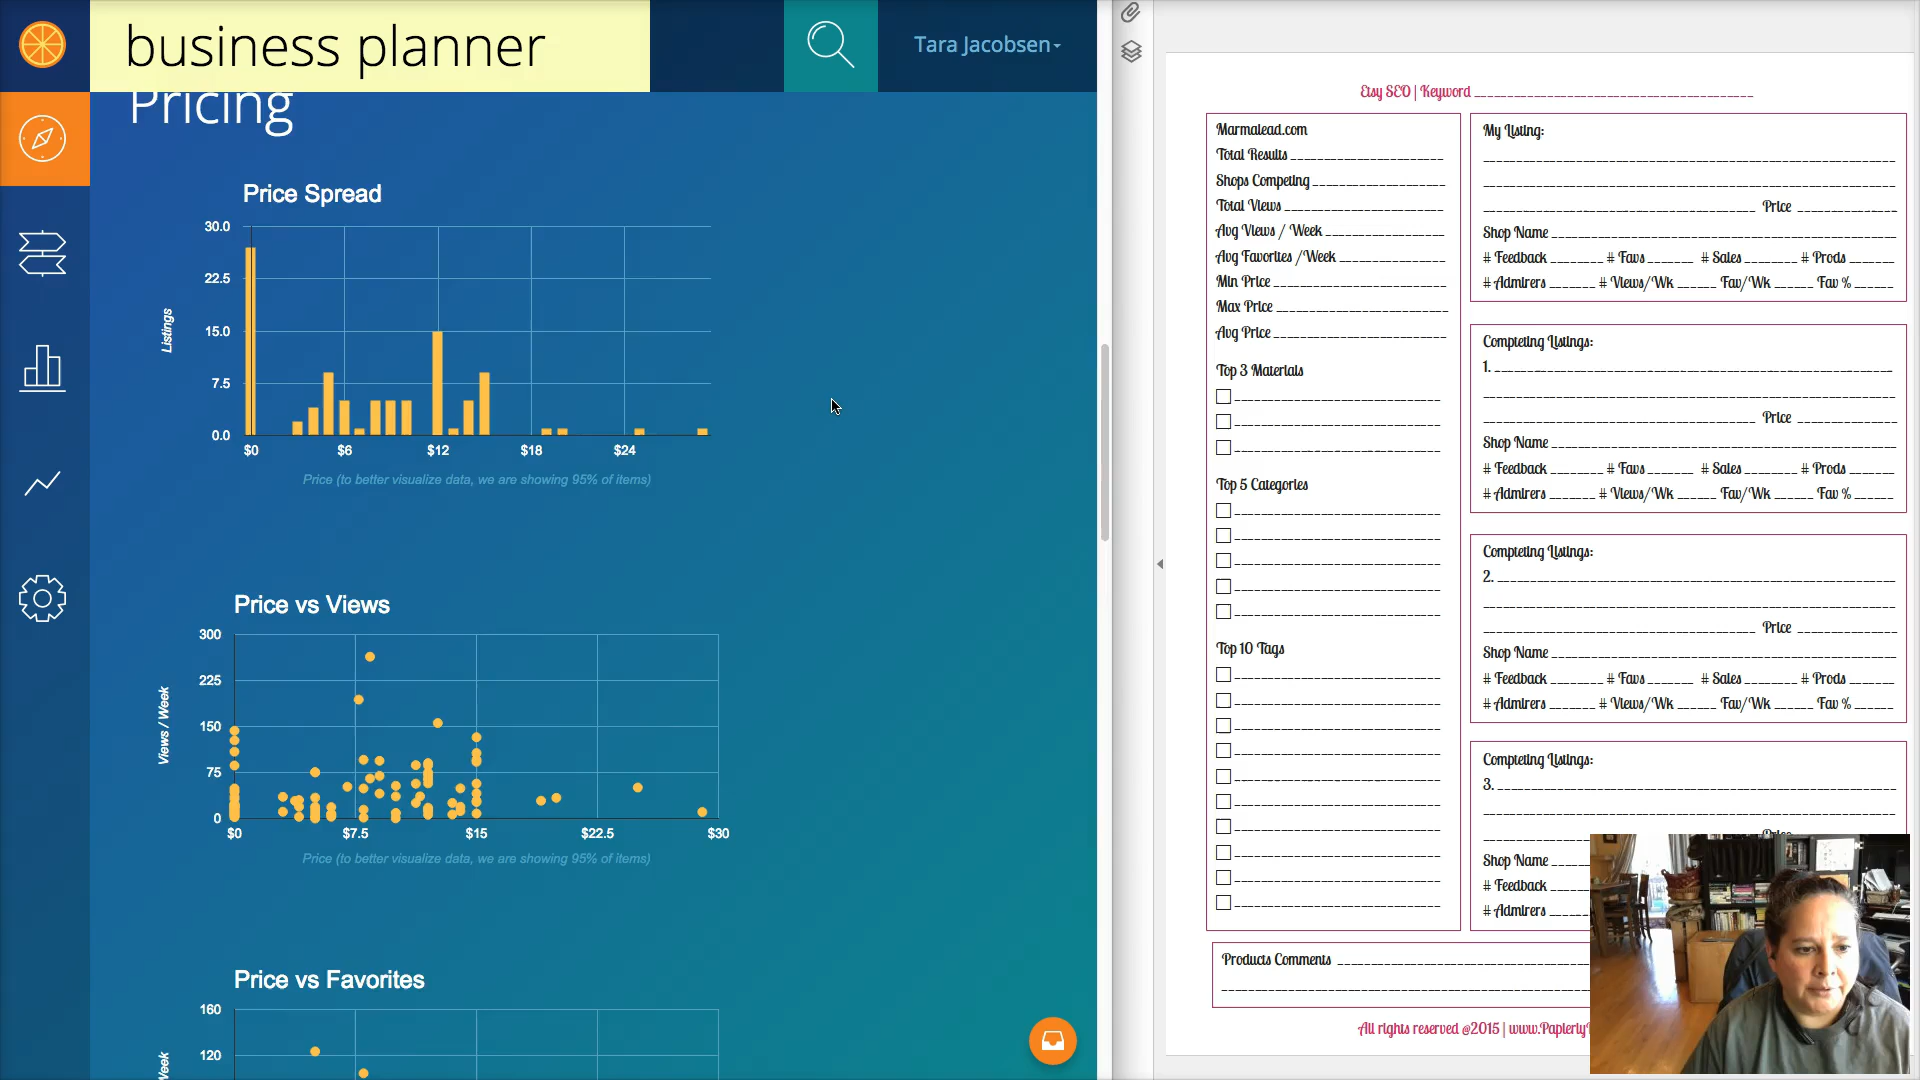 business planner
Tara Jacobsen
Pricing
Price Spread
30.0
22.5
15.0
7.5
0.0
Listings
$0 $6 $12 $18 $24
Price (to better visualize data, we are showing 95% of items)
Price vs Views
300
225
150
75
0
Views / Week
$0 $7.5 $15 $22.5 $30
Price (to better visualize data, we are showing 95% of items)
Price vs Favorites
160
120
Week
Etsy SEO | Keyword
Marmalead.com
Total Results
Shops Competing
Total Views
Avg Views / Week
Avg Favorites /Week
Min Price
Max Price
Avg Price
Top 3 Materials
Top 5 Categories
Top 10 Tags
My Listing:
Price
Shop Name
# Feedback # Favs # Sales # Prods
# Admirers # Views/Wk Fav/Wk Fav %
Completing Listings:
1.
Price
Shop Name
# Feedback # Favs # Sales # Prods
# Admirers # Views/Wk Fav/Wk Fav %
Completing Listings:
2.
Price
Shop Name
# Feedback # Favs # Sales # Prods
# Admirers # Views/Wk Fav/Wk Fav %
Completing Listings:
3.
Price
Shop Name
# Feedback
# Admirers
Products Comments
All rights reserved @2015 | www.Paplerly